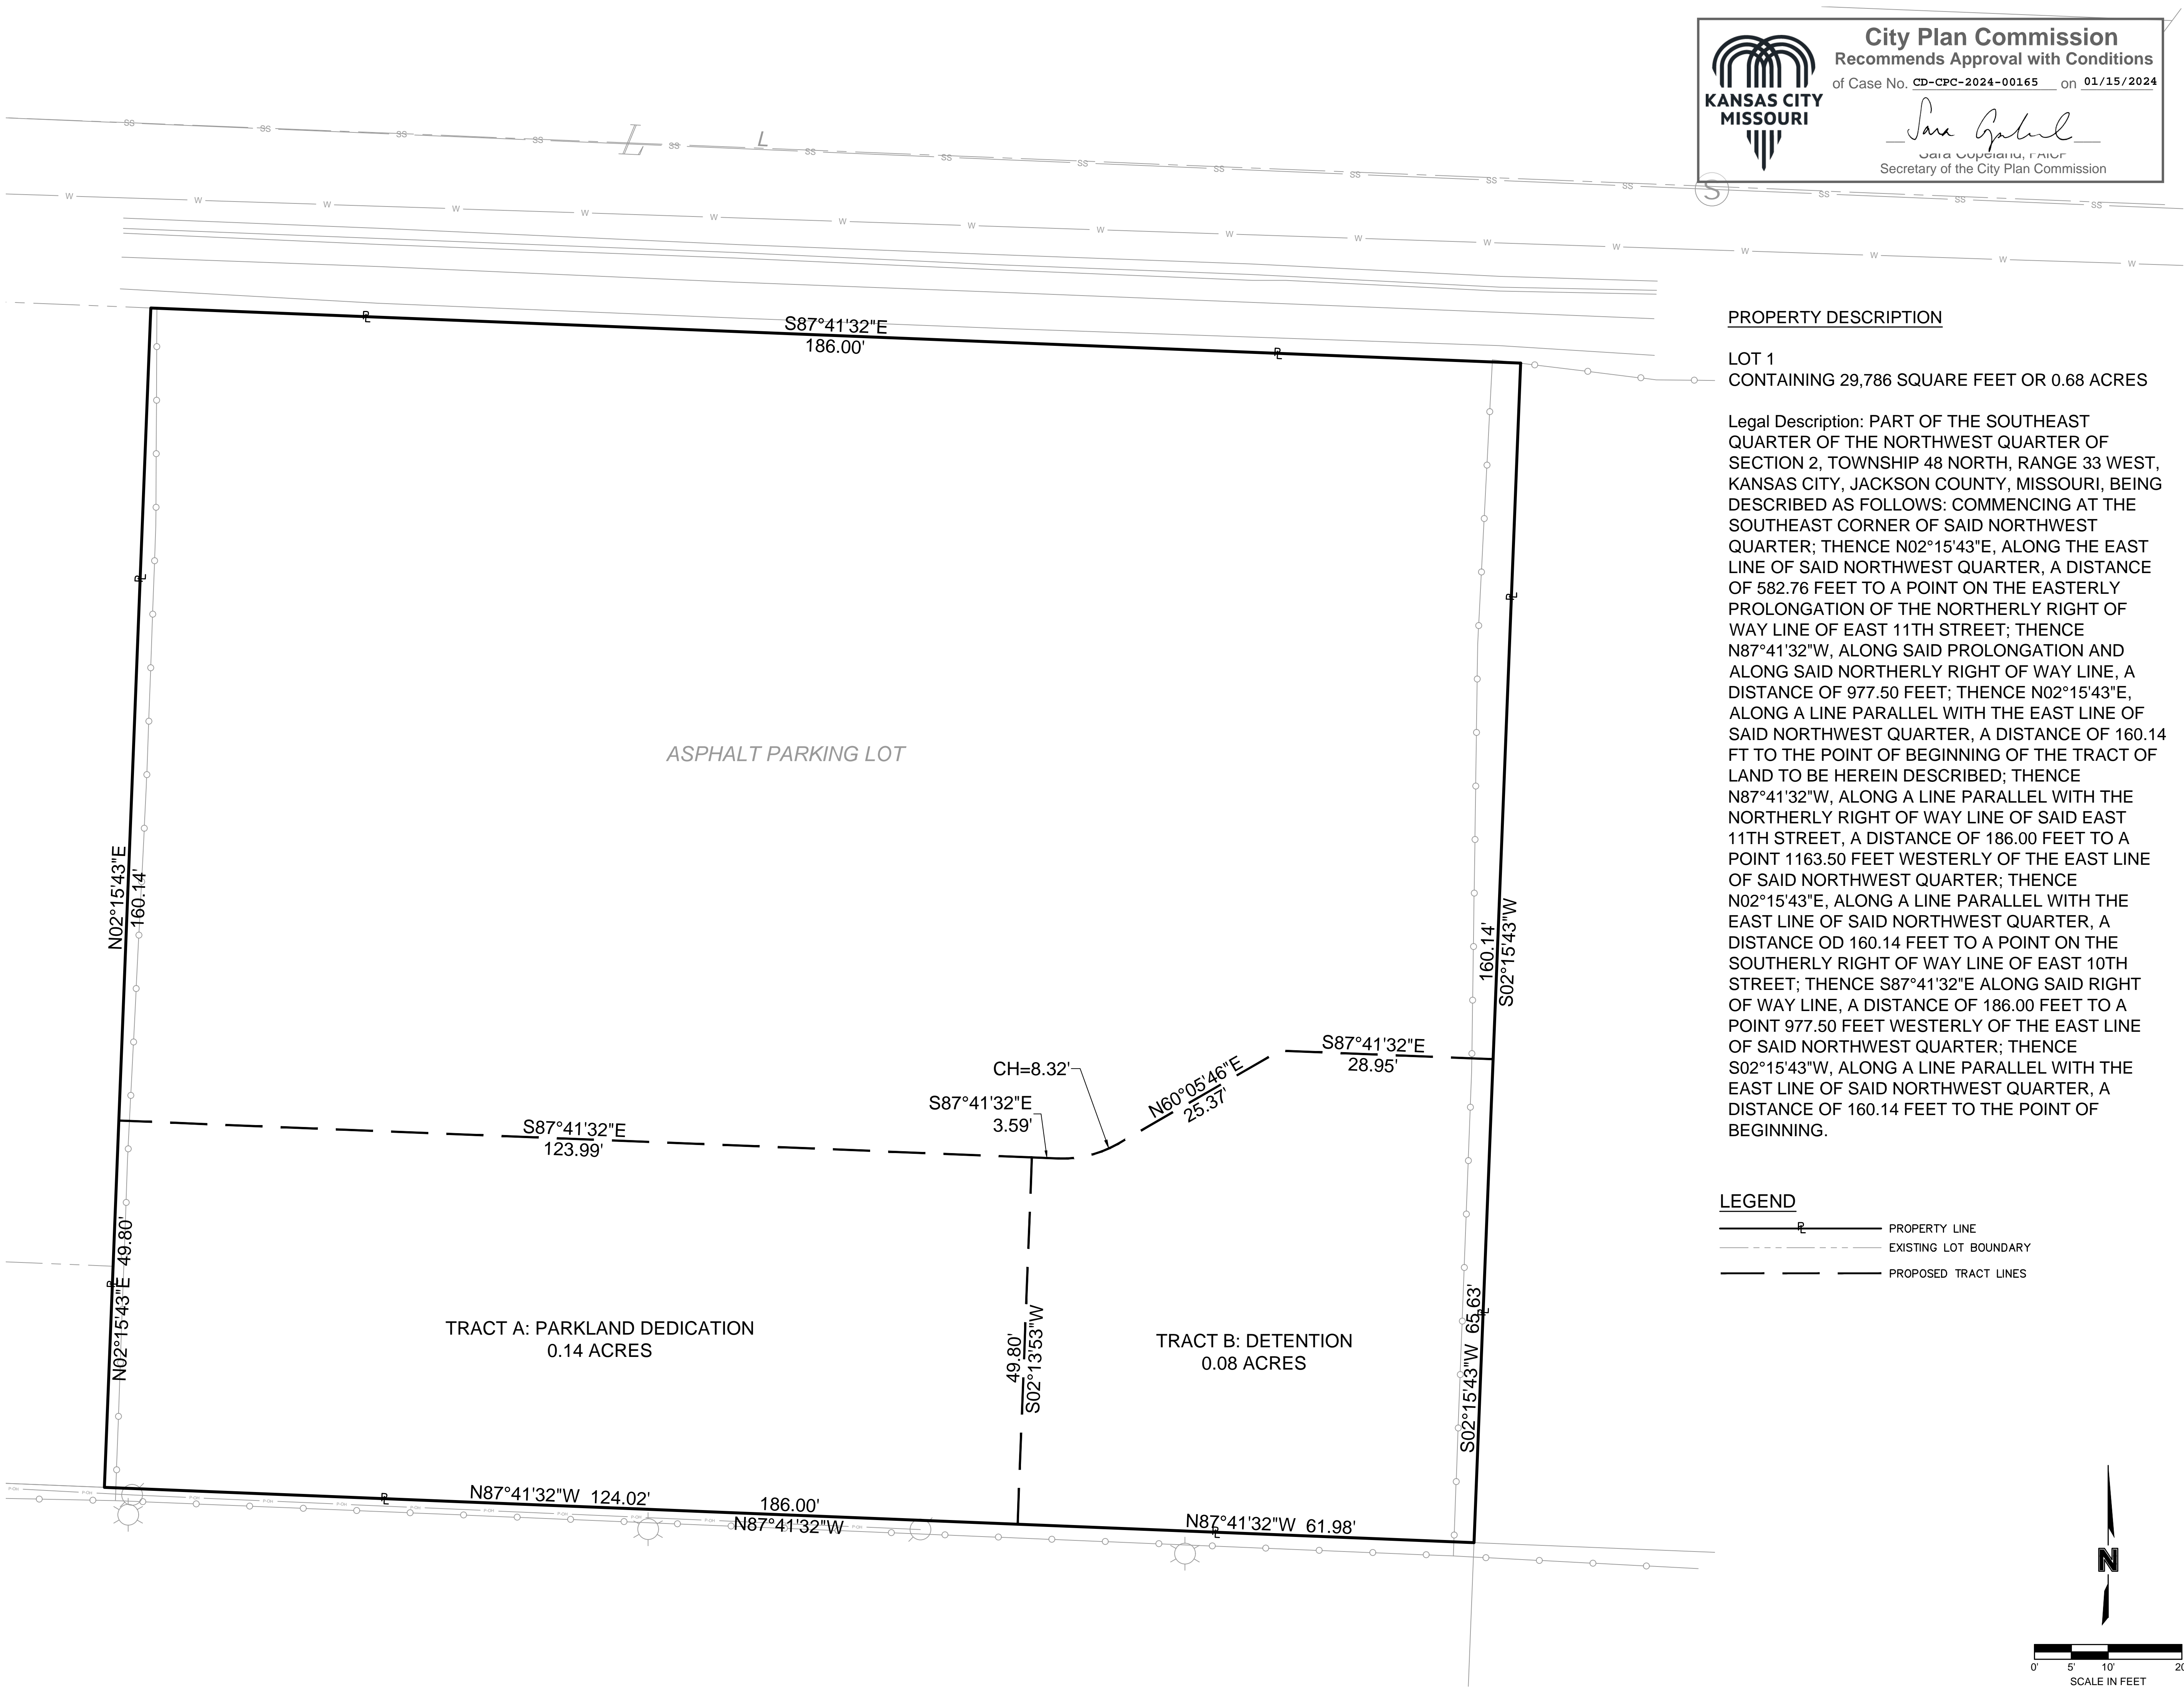 City Plan Commission
Recommends Approval with Conditions
of Case No. CD-CPC-2024-00165 on 01/15/2024
KANSAS CITY
MISSOURI
Sara Copeland, FAICP
Secretary of the City Plan Commission
SS SS SS SS SS SS SS SS SS SS SS SS SS SS SS
L
L
S
W W W W W W W W W W W W W W W W W
S87°41'32"E
186.00'
ASPHALT PARKING LOT
N02°15'43"E
160.14'
160.14'
S02°15'43"W
S87°41'32"E
28.95'
CH=8.32'
N60°05'46"E
25.37'
S87°41'32"E
3.59'
S87°41'32"E
123.99'
N02°15'43"E 49.80'
TRACT A: PARKLAND DEDICATION
0.14 ACRES
49.80'
S02°13'53"W
TRACT B: DETENTION
0.08 ACRES
S02°15'43"W 65.63'
N87°41'32"W 124.02'
186.00'
N87°41'32"W
N87°41'32"W 61.98'
PROPERTY DESCRIPTION
LOT 1
CONTAINING 29,786 SQUARE FEET OR 0.68 ACRES
Legal Description: PART OF THE SOUTHEAST
QUARTER OF THE NORTHWEST QUARTER OF
SECTION 2, TOWNSHIP 48 NORTH, RANGE 33 WEST,
KANSAS CITY, JACKSON COUNTY, MISSOURI, BEING
DESCRIBED AS FOLLOWS: COMMENCING AT THE
SOUTHEAST CORNER OF SAID NORTHWEST
QUARTER; THENCE N02°15'43"E, ALONG THE EAST
LINE OF SAID NORTHWEST QUARTER, A DISTANCE
OF 582.76 FEET TO A POINT ON THE EASTERLY
PROLONGATION OF THE NORTHERLY RIGHT OF
WAY LINE OF EAST 11TH STREET; THENCE
N87°41'32"W, ALONG SAID PROLONGATION AND
ALONG SAID NORTHERLY RIGHT OF WAY LINE, A
DISTANCE OF 977.50 FEET; THENCE N02°15'43"E,
ALONG A LINE PARALLEL WITH THE EAST LINE OF
SAID NORTHWEST QUARTER, A DISTANCE OF 160.14
FT TO THE POINT OF BEGINNING OF THE TRACT OF
LAND TO BE HEREIN DESCRIBED; THENCE
N87°41'32"W, ALONG A LINE PARALLEL WITH THE
NORTHERLY RIGHT OF WAY LINE OF SAID EAST
11TH STREET, A DISTANCE OF 186.00 FEET TO A
POINT 1163.50 FEET WESTERLY OF THE EAST LINE
OF SAID NORTHWEST QUARTER; THENCE
N02°15'43"E, ALONG A LINE PARALLEL WITH THE
EAST LINE OF SAID NORTHWEST QUARTER, A
DISTANCE OD 160.14 FEET TO A POINT ON THE
SOUTHERLY RIGHT OF WAY LINE OF EAST 10TH
STREET; THENCE S87°41'32"E ALONG SAID RIGHT
OF WAY LINE, A DISTANCE OF 186.00 FEET TO A
POINT 977.50 FEET WESTERLY OF THE EAST LINE
OF SAID NORTHWEST QUARTER; THENCE
S02°15'43"W, ALONG A LINE PARALLEL WITH THE
EAST LINE OF SAID NORTHWEST QUARTER, A
DISTANCE OF 160.14 FEET TO THE POINT OF
BEGINNING.
LEGEND
PROPERTY LINE
EXISTING LOT BOUNDARY
PROPOSED TRACT LINES
N
0' 5' 10' 20
SCALE IN FEET